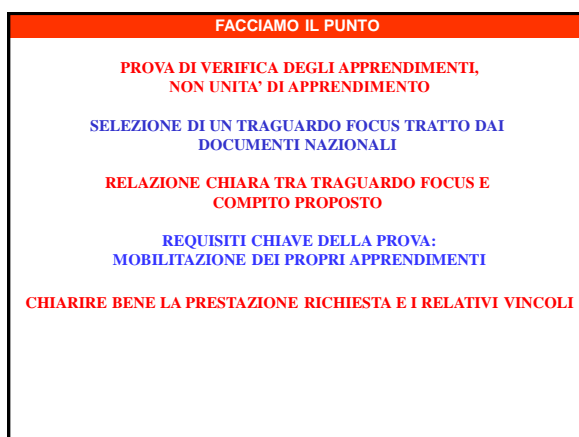 FACCIAMO IL PUNTO
PROVA DI VERIFICA DEGLI APPRENDIMENTI,
NON UNITA' DI APPRENDIMENTO
SELEZIONE DI UN TRAGUARDO FOCUS TRATTO DAI
DOCUMENTI NAZIONALI
RELAZIONE CHIARA TRA TRAGUARDO FOCUS E
COMPITO PROPOSTO
REQUISITI CHIAVE DELLA PROVA:
MOBILITAZIONE DEI PROPRI APPRENDIMENTI
CHIARIRE BENE LA PRESTAZIONE RICHIESTA E I RELATIVI VINCOLI